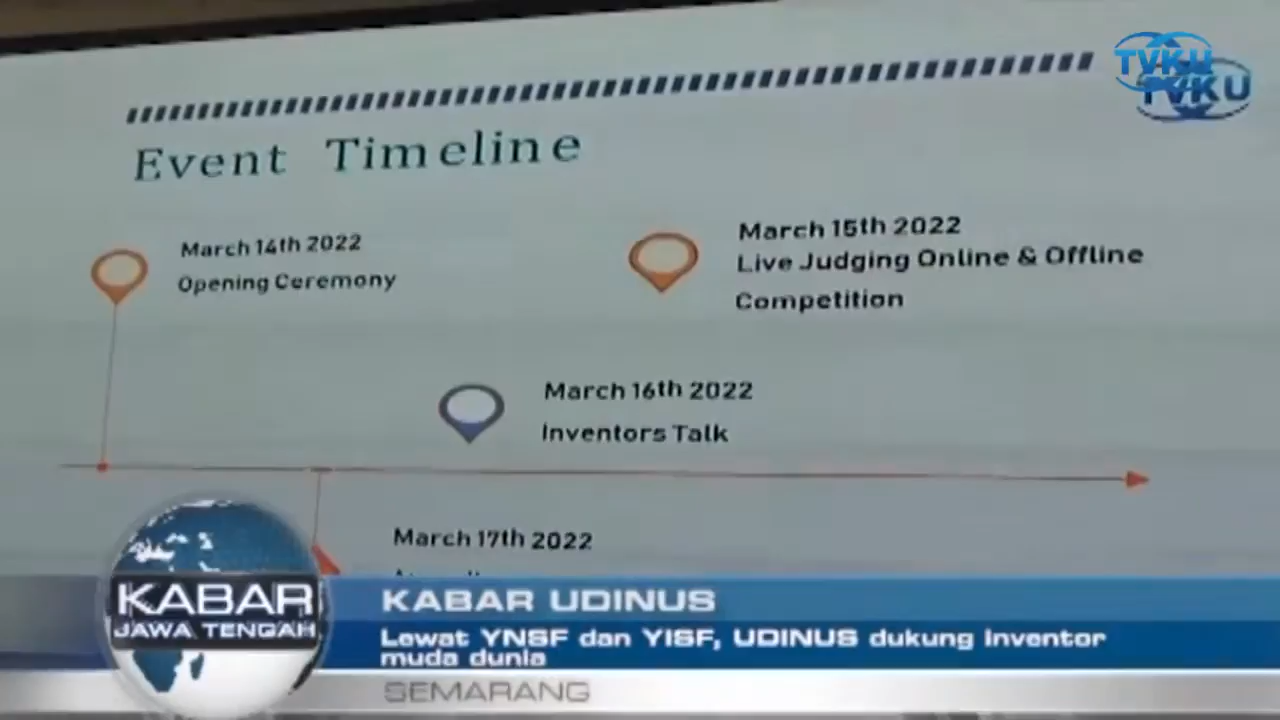 TVKU
TVKU
Event Timeline
March 14th 2022
Opening Ceremony
March 15th 2022
Live Judging Online & Offline
Competition
March 16th 2022
Inventors Talk
March 17th 2022
KABAR
JAWA TENGAH
KABAR UDINUS
Lewat YNSF dan YISF, UDINUS dukung inventor
muda dunia
SEMARANG